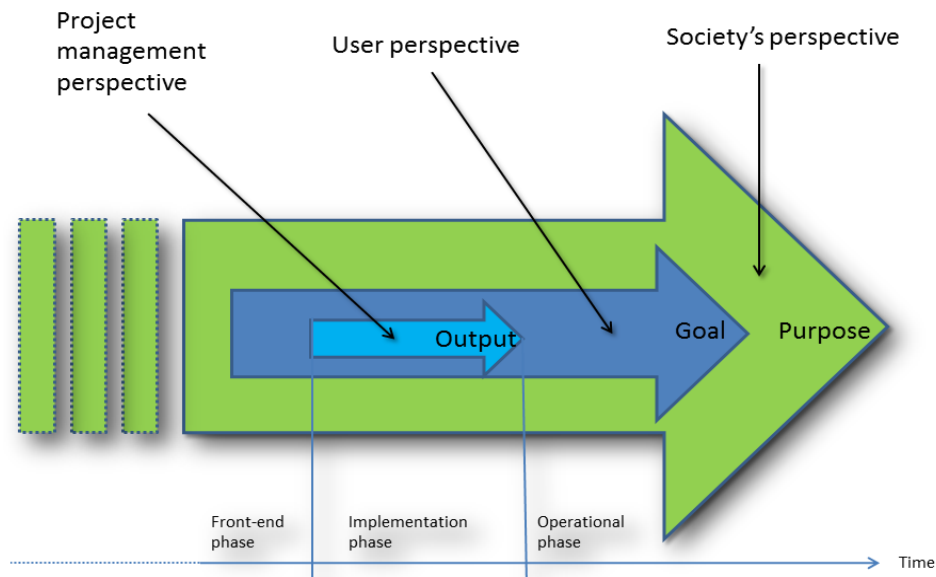 Project
management
perspective
User perspective
Society's perspective
Output
Goal
Purpose
Front-end
phase
Implementation
phase
Operational
phase
Time